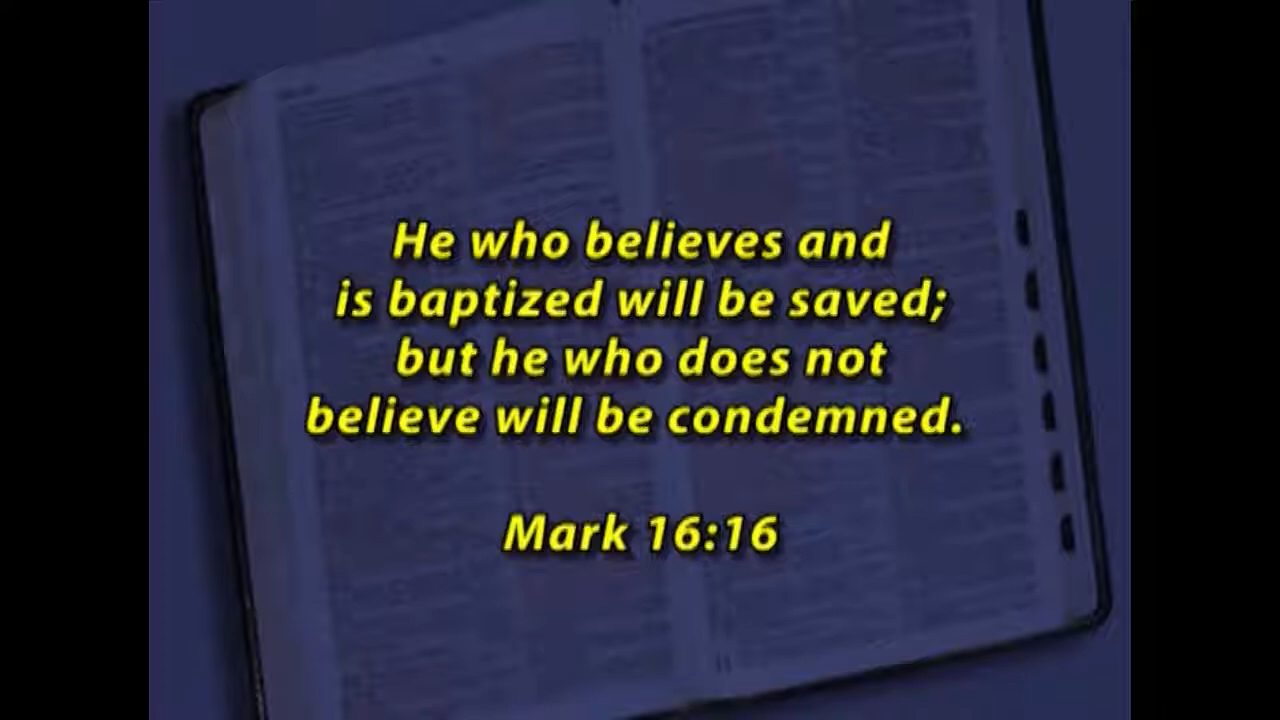 He who believes and
is baptized will be saved;
but he who does not
believe will be condemned.
Mark 16:16